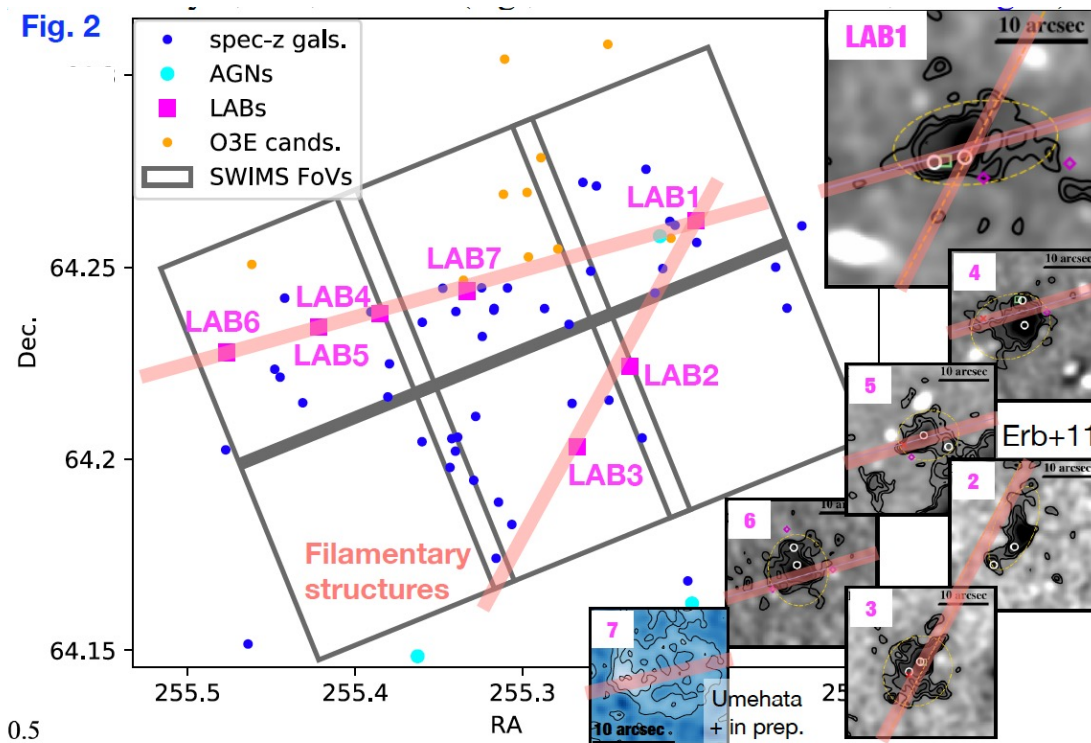 Fig. 2
spec-z gals.
AGNs
LABs
O3E cands.
SWIMS FoVs
LAB1
LAB7
LAB4
LAB6
LAB5
LAB2
LAB3
Filamentary
structures
64.25
64.2
64.15
Dec.
255.5
255.4
255.3
RA
0.5
LAB1
10 arcsec
4
10 arcsec
5
10 arcsec
Erb+11
2
10 arcsec
6
10 arcsec
3
10 arcsec
7
10 arcsec
Umehata
+ in prep.